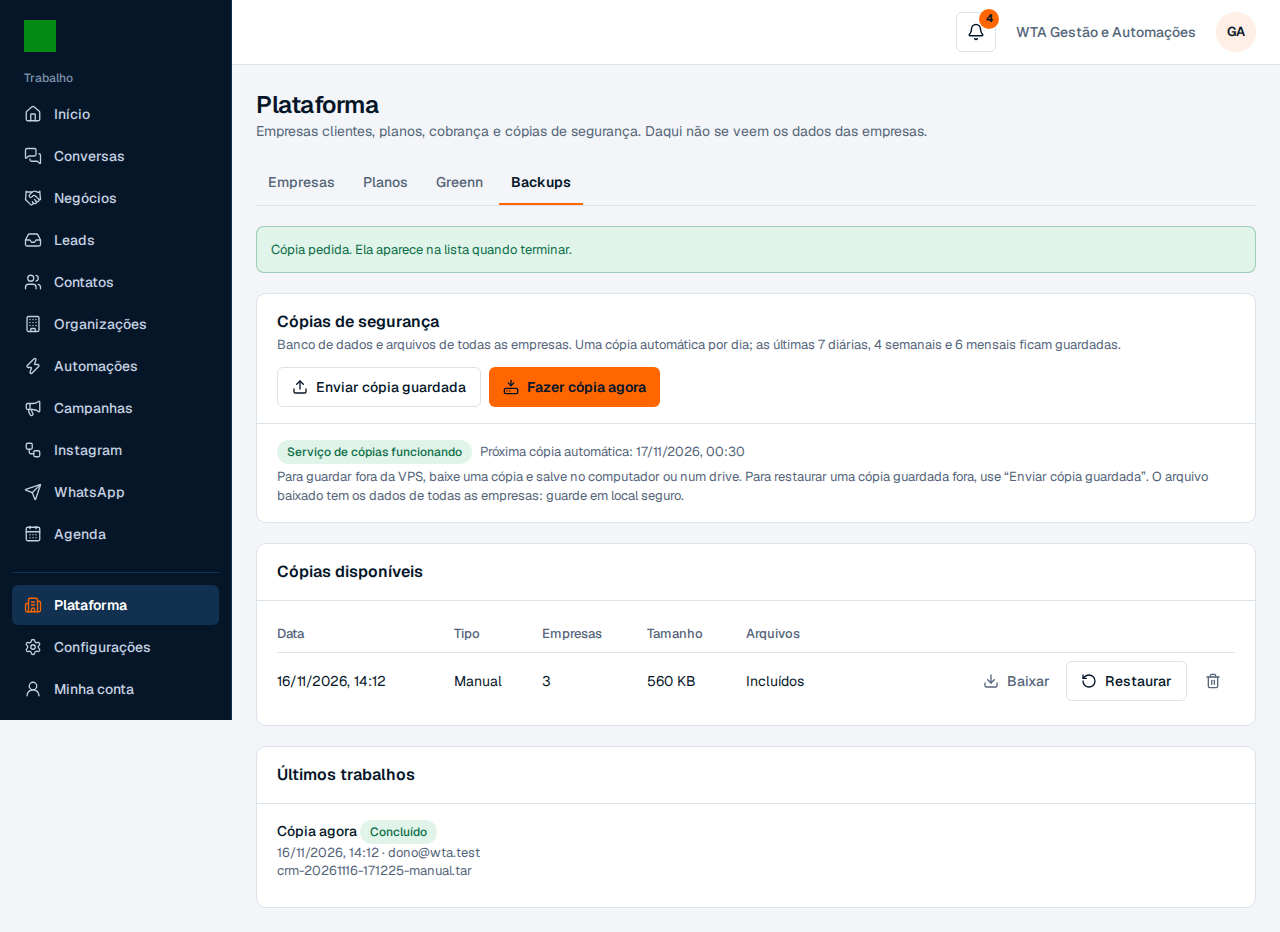 4
WTA Gestão e Automações
GA
Trabalho
Início
Conversas
Negócios
Leads
Contatos
Organizações
Automações
Campanhas
Instagram
WhatsApp
Agenda
Plataforma
Configurações
Minha conta
Plataforma
Empresas clientes, planos, cobrança e cópias de segurança. Daqui não se veem os dados das empresas.
Empresas Planos Greenn Backups
Cópia pedida. Ela aparece na lista quando terminar.
Cópias de segurança
Banco de dados e arquivos de todas as empresas. Uma cópia automática por dia; as últimas 7 diárias, 4 semanais e 6 mensais ficam guardadas.
Enviar cópia guardada Fazer cópia agora
Serviço de cópias funcionando Próxima cópia automática: 17/11/2026, 00:30
Para guardar fora da VPS, baixe uma cópia e salve no computador ou num drive. Para restaurar uma cópia guardada fora, use “Enviar cópia guardada”. O arquivo
baixado tem os dados de todas as empresas: guarde em local seguro.
Cópias disponíveis
Data Tipo Empresas Tamanho Arquivos
16/11/2026, 14:12 Manual 3 560 KB Incluídos Baixar Restaurar
Últimos trabalhos
Cópia agora Concluído
16/11/2026, 14:12 · dono@wta.test
crm-20261116-171225-manual.tar